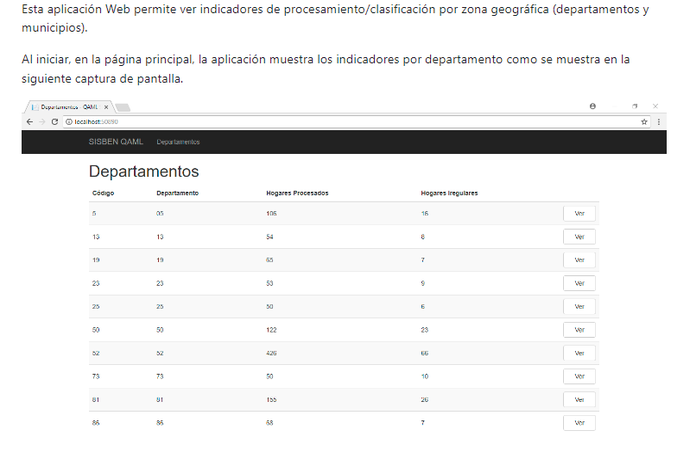 Esta aplicación Web permite ver indicadores de procesamiento/clasificación por zona geográfica (departamentos y
municipios).
Al iniciar, en la página principal, la aplicación muestra los indicadores por departamento como se muestra en la
siguiente captura de pantalla.
Departamentos - QAML
localhost:50890
SISBEN QAML Departamentos
Departamentos
Código Departamento Hogares Procesados Hogares Irregulares
5 05 106 16 Ver
13 13 54 8 Ver
19 19 65 7 Ver
23 23 53 9 Ver
25 25 50 6 Ver
50 50 122 23 Ver
52 52 426 66 Ver
73 73 50 10 Ver
81 81 155 26 Ver
86 86 68 7 Ver